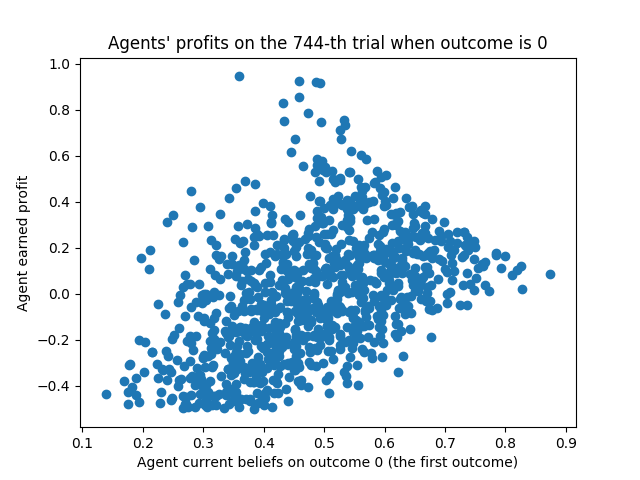 Agents' profits on the 744-th trial when outcome is 0
1.0
0.8
0.6
0.4
0.2
0.0
−0.2
−0.4
Agent earned profit
0.1 0.2 0.3 0.4 0.5 0.6 0.7 0.8 0.9
Agent current beliefs on outcome 0 (the first outcome)